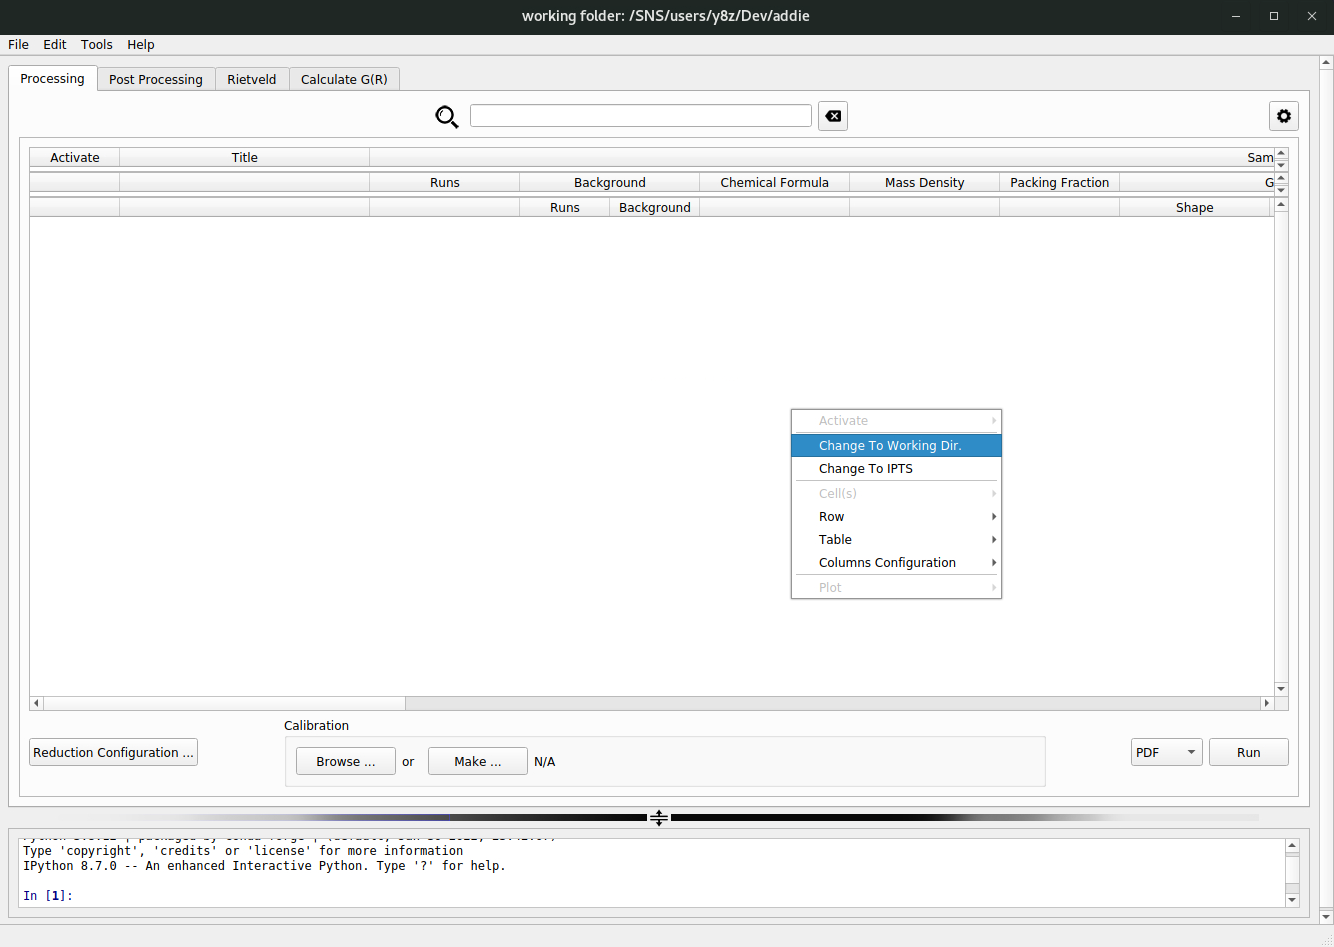 working folder: /SNS/users/y8z/Dev/addie
File Edit Tools Help
Processing Post Processing Rietveld Calculate G(R)
Activate Title Sam
Runs Background Chemical Formula Mass Density Packing Fraction G
Runs Background Shape
Activate
Change To Working Dir.
Change To IPTS
Cell(s)
Row
Table
Columns Configuration
Plot
Calibration
Reduction Configuration ... Browse ... or Make ... N/A PDF Run
Type 'copyright', 'credits' or 'license' for more information
IPython 8.7.0 -- An enhanced Interactive Python. Type '?' for help.
In [1]: